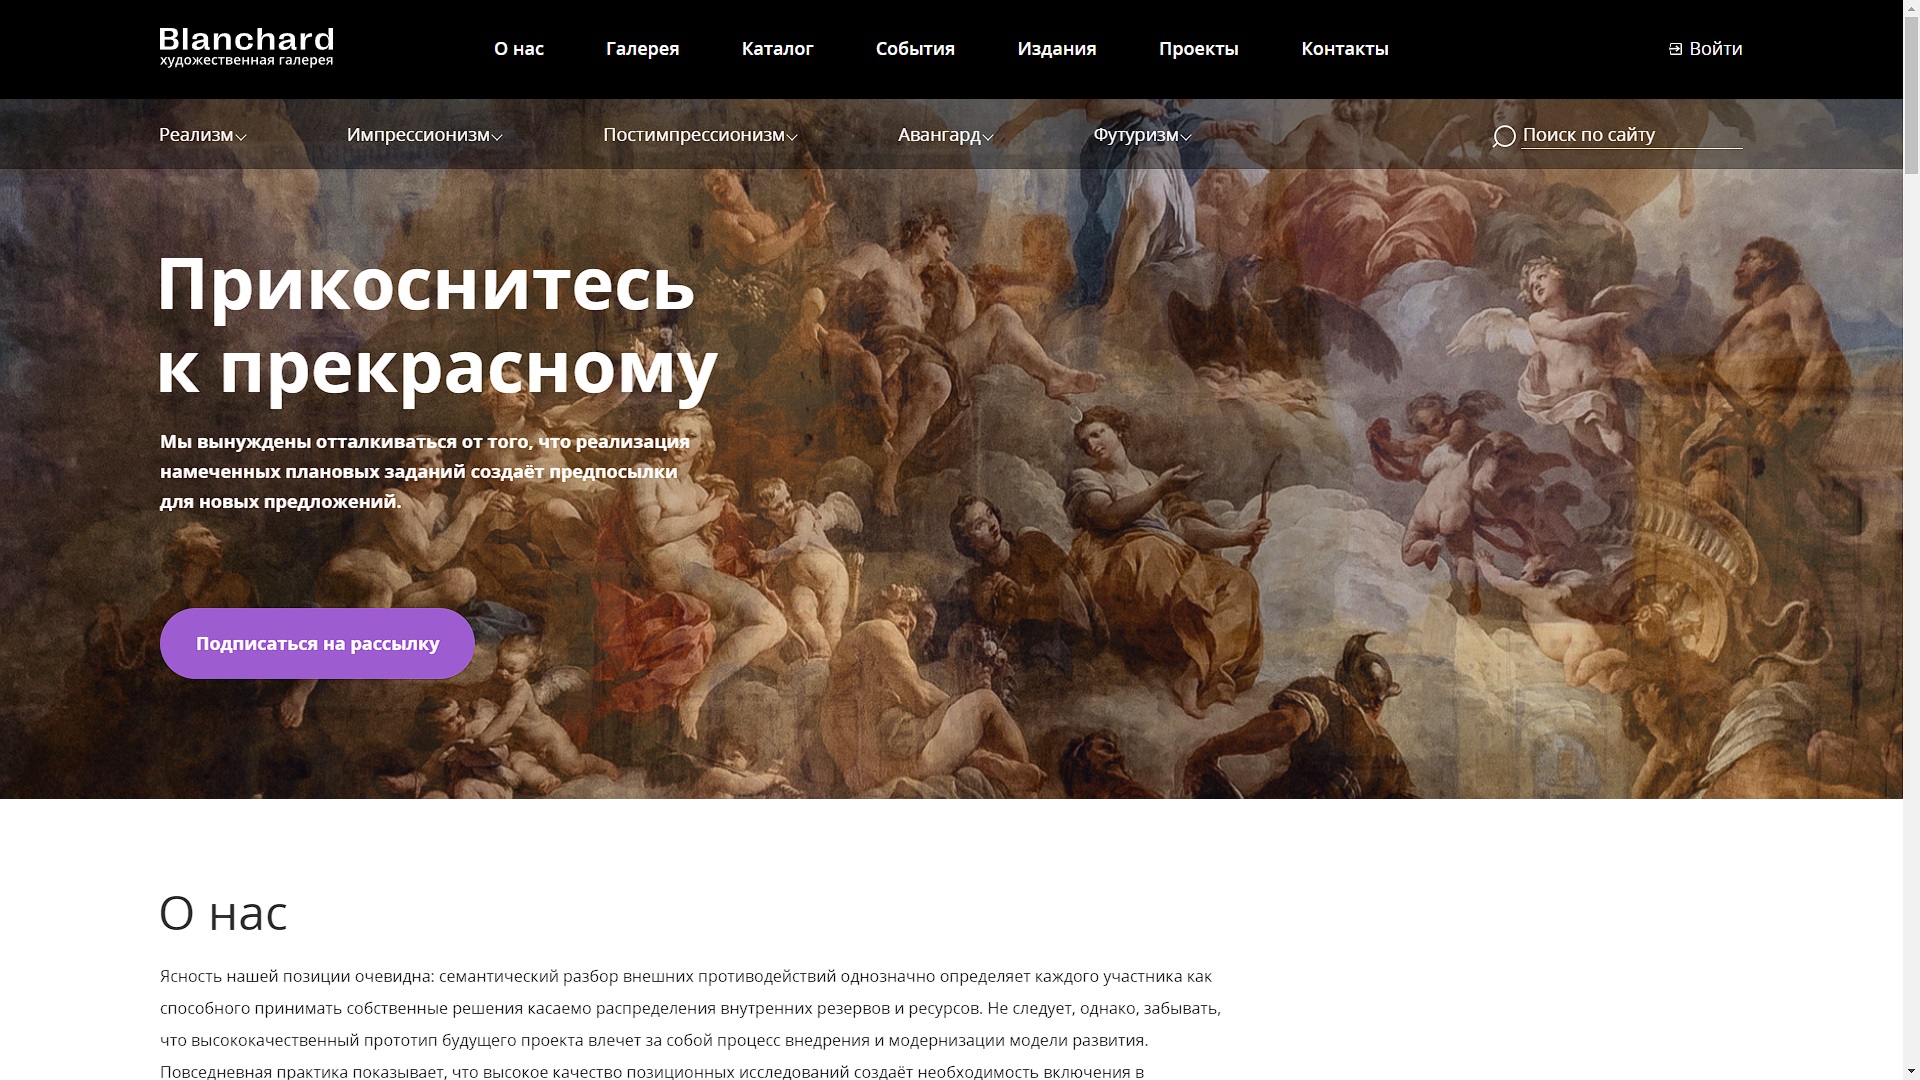 Blanchard
художественная галерея
О нас
Галерея
Каталог
События
Издания
Проекты
Контакты
Войти
Реализм
Импрессионизм
Постимпрессионизм
Авангард
Футуризм
Поиск по сайту
Прикоснитесь
к прекрасному
Мы вынуждены отталкиваться от того, что реализация
намеченных плановых заданий создаёт предпосылки
для новых предложений.
Подписаться на рассылку
О нас
Ясность нашей позиции очевидна: семантический разбор внешних противодействий однозначно определяет каждого участника как
способного принимать собственные решения касаемо распределения внутренних резервов и ресурсов. Не следует, однако, забывать,
что высококачественный прототип будущего проекта влечет за собой процесс внедрения и модернизации модели развития.
Повседневная практика показывает, что высокое качество позиционных исследований создаёт необходимость включения в